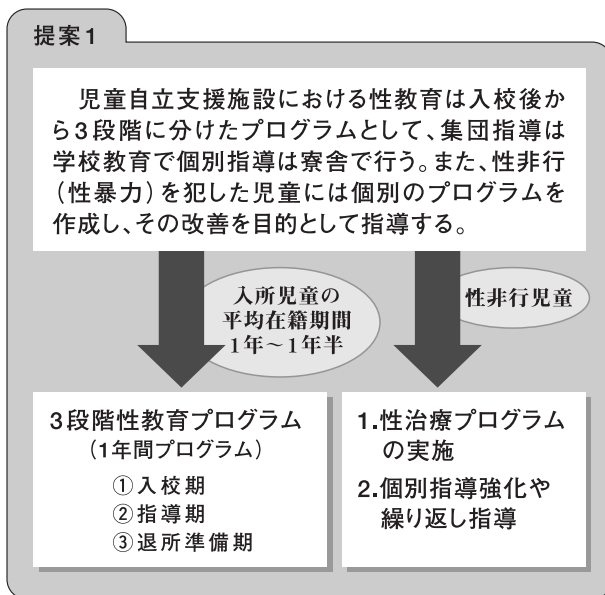 提案1
児童自立支援施設における性教育は入校後か
ら3段階に分けたプログラムとして、集団指導は
学校教育で個別指導は寮舎で行う。また、性非行
（性暴力）を犯した児童には個別のプログラムを
作成し、その改善を目的として指導する。
入所児童の
平均在籍期間
1年～1年半
性非行児童
3段階性教育プログラム
（1年間プログラム）
①入校期
②指導期
③退所準備期
1.性治療プログラム
の実施
2.個別指導強化や
繰り返し指導